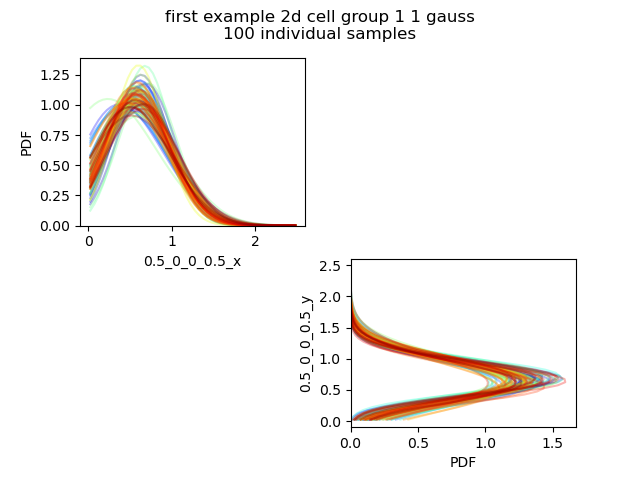 first example 2d cell group 1 1 gauss
100 individual samples
1.25
1.00
0.75
0.50
0.25
0.00
PDF
0 1 2
0.5_0_0_0.5_x
2.5
2.0
1.5
1.0
0.5
0.0
0.5_0_0_0.5_y
0.0 0.5 1.0 1.5
PDF